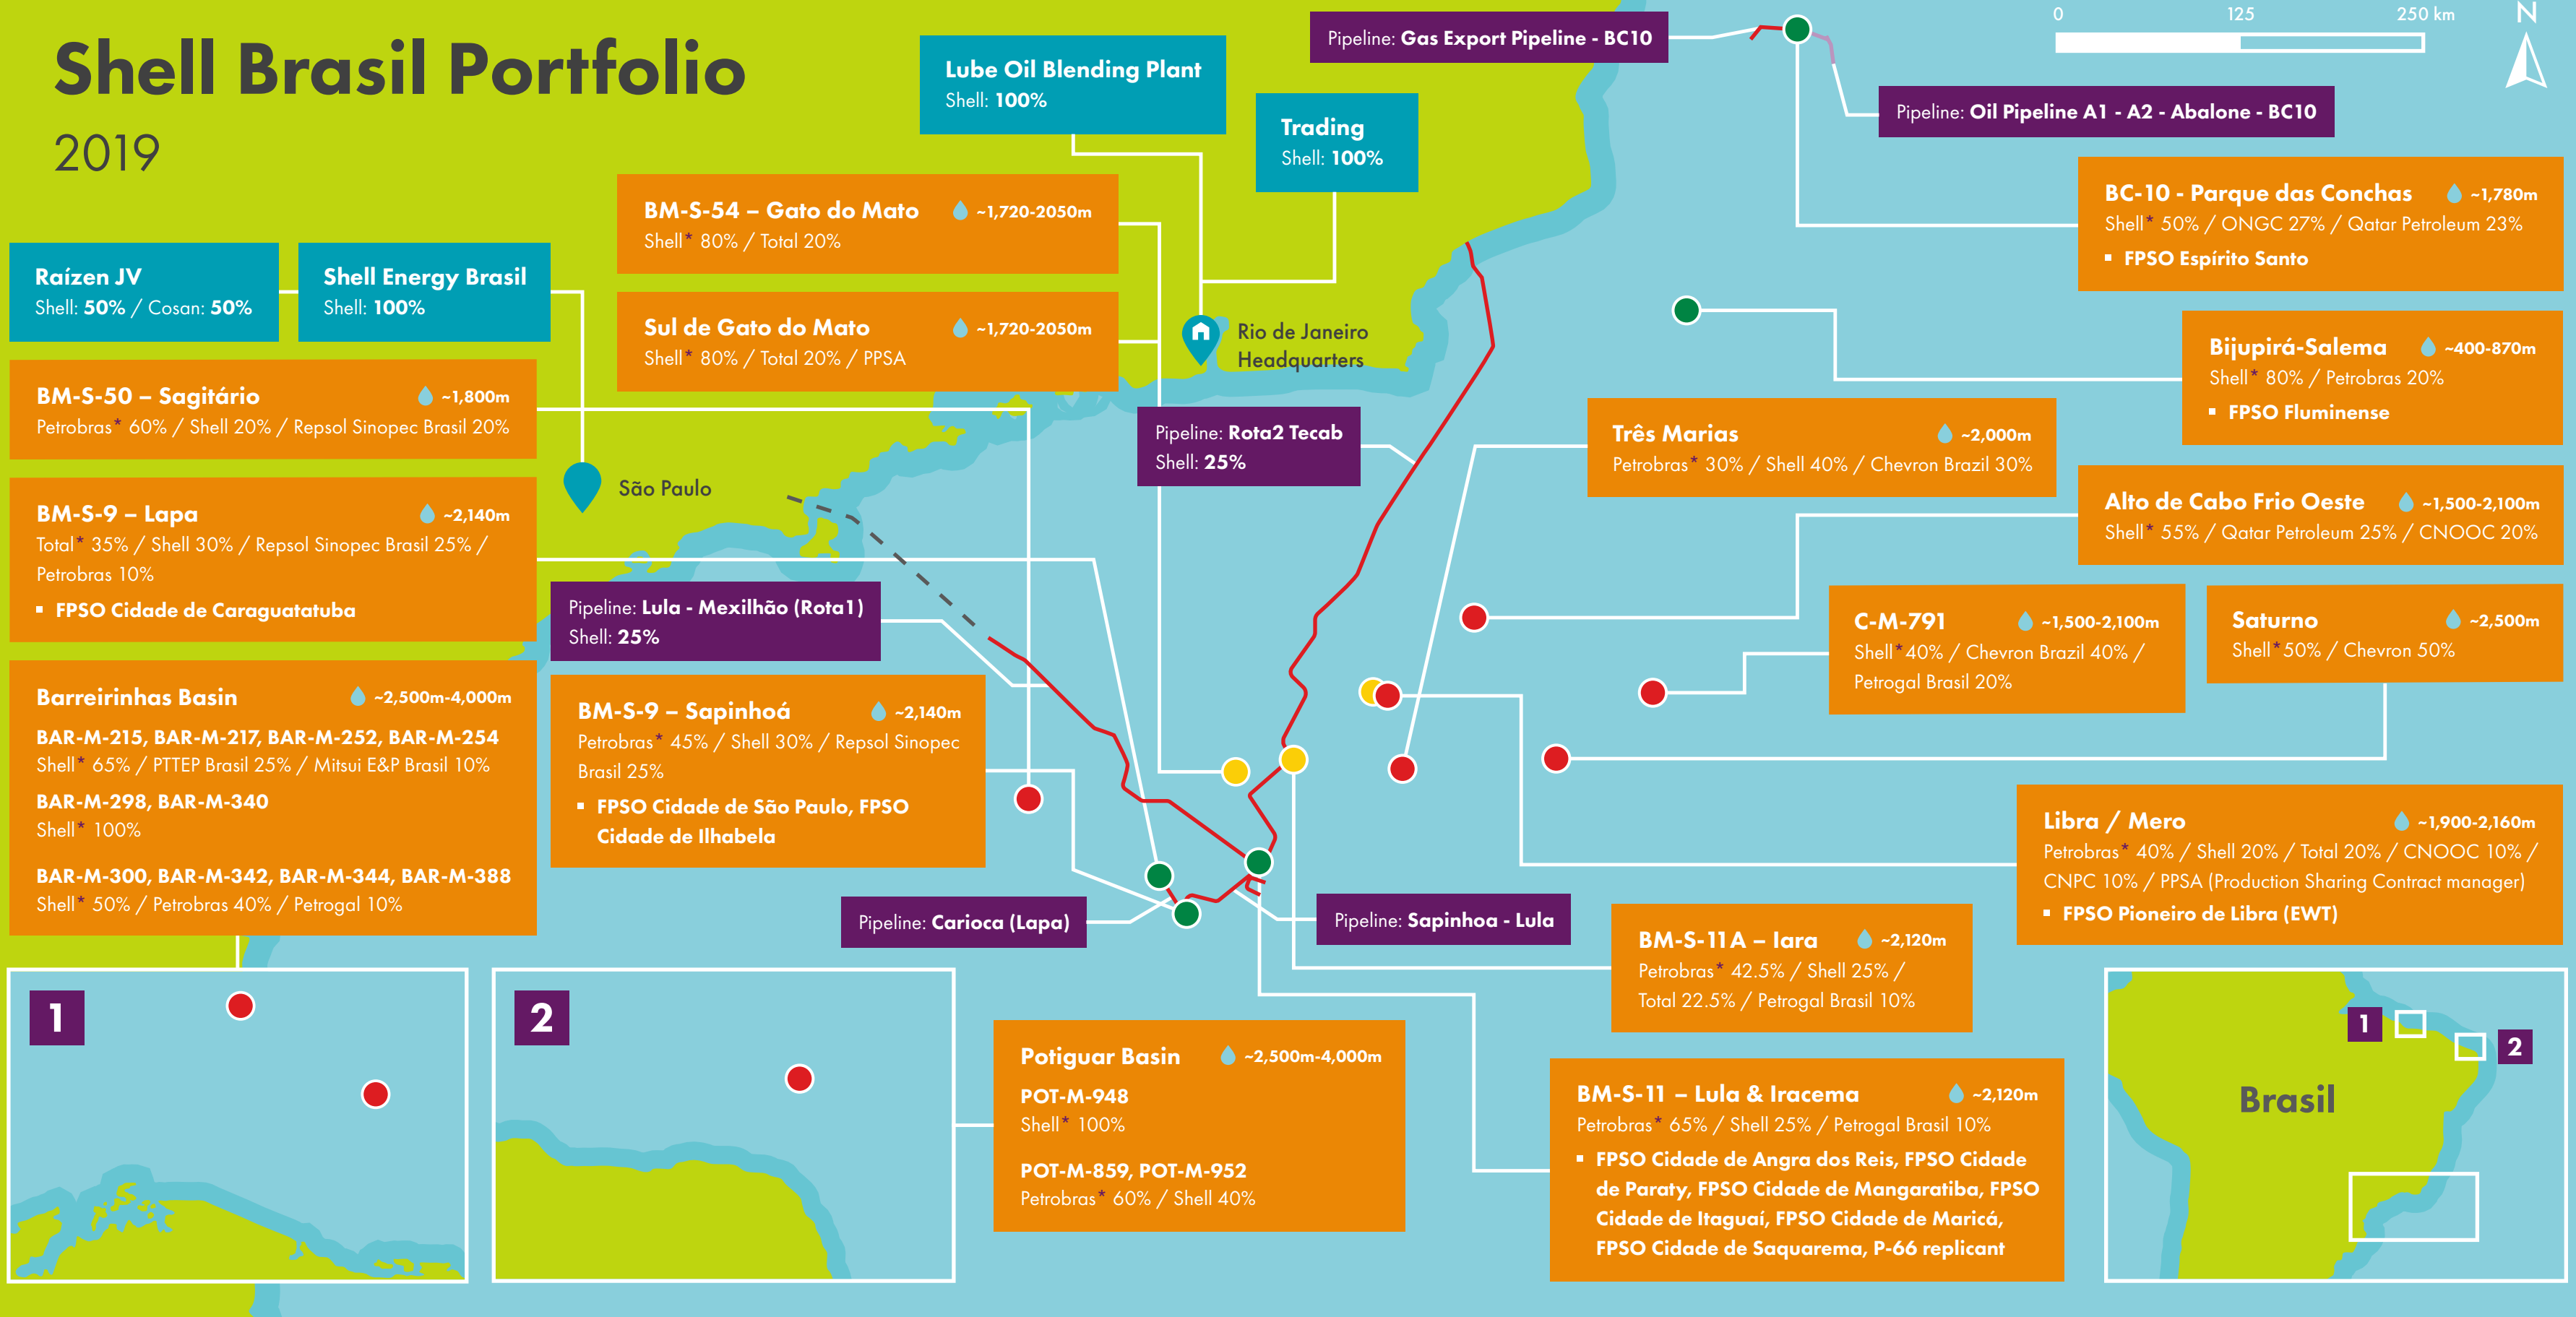 Shell Brasil Portfolio
2019
Lube Oil Blending Plant
Shell: 100%
Trading
Shell: 100%
Pipeline: Gas Export Pipeline - BC10
0 125 250 km
N
Pipeline: Oil Pipeline A1 - A2 - Abalone - BC10
BC-10 - Parque das Conchas ~1,780m
Shell* 50% / ONGC 27% / Qatar Petroleum 23%
▪ FPSO Espírito Santo
BM-S-54 – Gato do Mato ~1,720-2050m
Shell* 80% / Total 20%
Raízen JV
Shell: 50% / Cosan: 50%
Shell Energy Brasil
Shell: 100%
Sul de Gato do Mato ~1,720-2050m
Shell* 80% / Total 20% / PPSA
Rio de Janeiro
Headquarters
Bijupirá-Salema ~400-870m
Shell* 80% / Petrobras 20%
▪ FPSO Fluminense
BM-S-50 – Sagitário ~1,800m
Petrobras* 60% / Shell 20% / Repsol Sinopec Brasil 20%
São Paulo
Pipeline: Rota2 Tecab
Shell: 25%
Três Marias ~2,000m
Petrobras* 30% / Shell 40% / Chevron Brazil 30%
Alto de Cabo Frio Oeste ~1,500-2,100m
Shell* 55% / Qatar Petroleum 25% / CNOOC 20%
BM-S-9 – Lapa ~2,140m
Total* 35% / Shell 30% / Repsol Sinopec Brasil 25% /
Petrobras 10%
▪ FPSO Cidade de Caraguatatuba
Pipeline: Lula - Mexilhão (Rota1)
Shell: 25%
C-M-791 ~1,500-2,100m
Shell*40% / Chevron Brazil 40% /
Petrogal Brasil 20%
Saturno ~2,500m
Shell*50% / Chevron 50%
Barreirinhas Basin ~2,500m-4,000m
BAR-M-215, BAR-M-217, BAR-M-252, BAR-M-254
Shell* 65% / PTTEP Brasil 25% / Mitsui E&P Brasil 10%
BAR-M-298, BAR-M-340
Shell* 100%
BAR-M-300, BAR-M-342, BAR-M-344, BAR-M-388
Shell* 50% / Petrobras 40% / Petrogal 10%
BM-S-9 – Sapinhoá ~2,140m
Petrobras* 45% / Shell 30% / Repsol Sinopec
Brasil 25%
▪ FPSO Cidade de São Paulo, FPSO
Cidade de Ilhabela
Libra / Mero ~1,900-2,160m
Petrobras* 40% / Shell 20% / Total 20% / CNOOC 10% /
CNPC 10% / PPSA (Production Sharing Contract manager)
▪ FPSO Pioneiro de Libra (EWT)
Pipeline: Carioca (Lapa)
Pipeline: Sapinhoa - Lula
BM-S-11A – Iara ~2,120m
Petrobras* 42.5% / Shell 25% /
Total 22.5% / Petrogal Brasil 10%
1
2
Potiguar Basin ~2,500m-4,000m
POT-M-948
Shell* 100%
POT-M-859, POT-M-952
Petrobras* 60% / Shell 40%
BM-S-11 – Lula & Iracema ~2,120m
Petrobras* 65% / Shell 25% / Petrogal Brasil 10%
▪ FPSO Cidade de Angra dos Reis, FPSO Cidade
de Paraty, FPSO Cidade de Mangaratiba, FPSO
Cidade de Itaguaí, FPSO Cidade de Maricá,
FPSO Cidade de Saquarema, P-66 replicant
1
2
Brasil